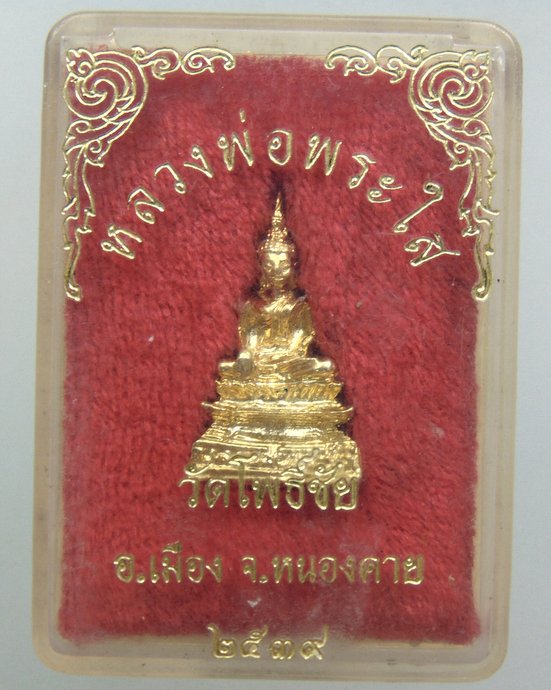 หลวงพ่อพระใส
วัดโพธิ์ชัย
อ.เมือง จ.หนองคาย
๒๕๓๙